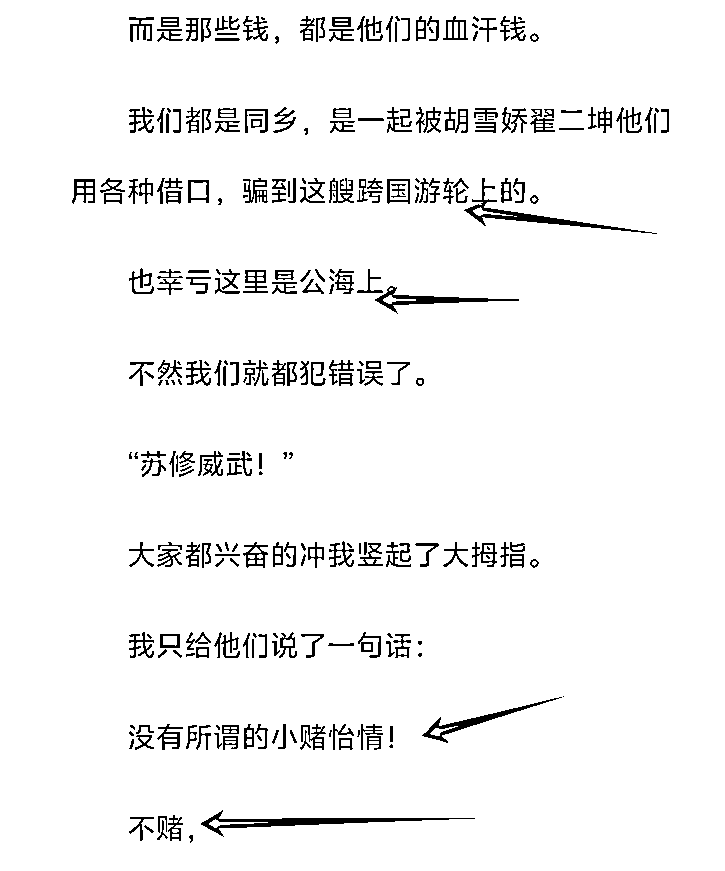 而是那些钱，都是他们的血汗钱。
我们都是同乡，是一起被胡雪娇翟二坤他们
用各种借口，骗到这艘跨国游轮上的。
也幸亏这里是公海上。
不然我们就都犯错误了。
“苏修威武！”
大家都兴奋的冲我竖起了大拇指。
我只给他们说了一句话：
没有所谓的小赌怡情！
不赌，